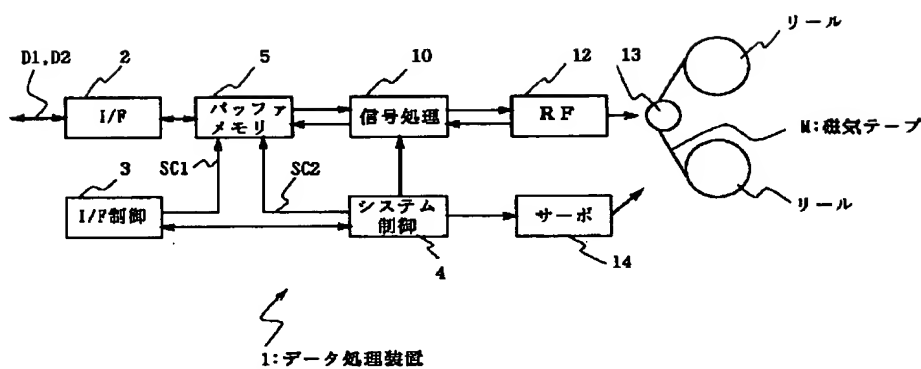 リール
D1,D2
2
5
10
12
13
I/F
バッファ
メモリ
信号処理
RF
M:磁気テープ
SC1
SC2
3
I/F制御
システム
制御
サーボ
リール
4
14
1:データ処理装置